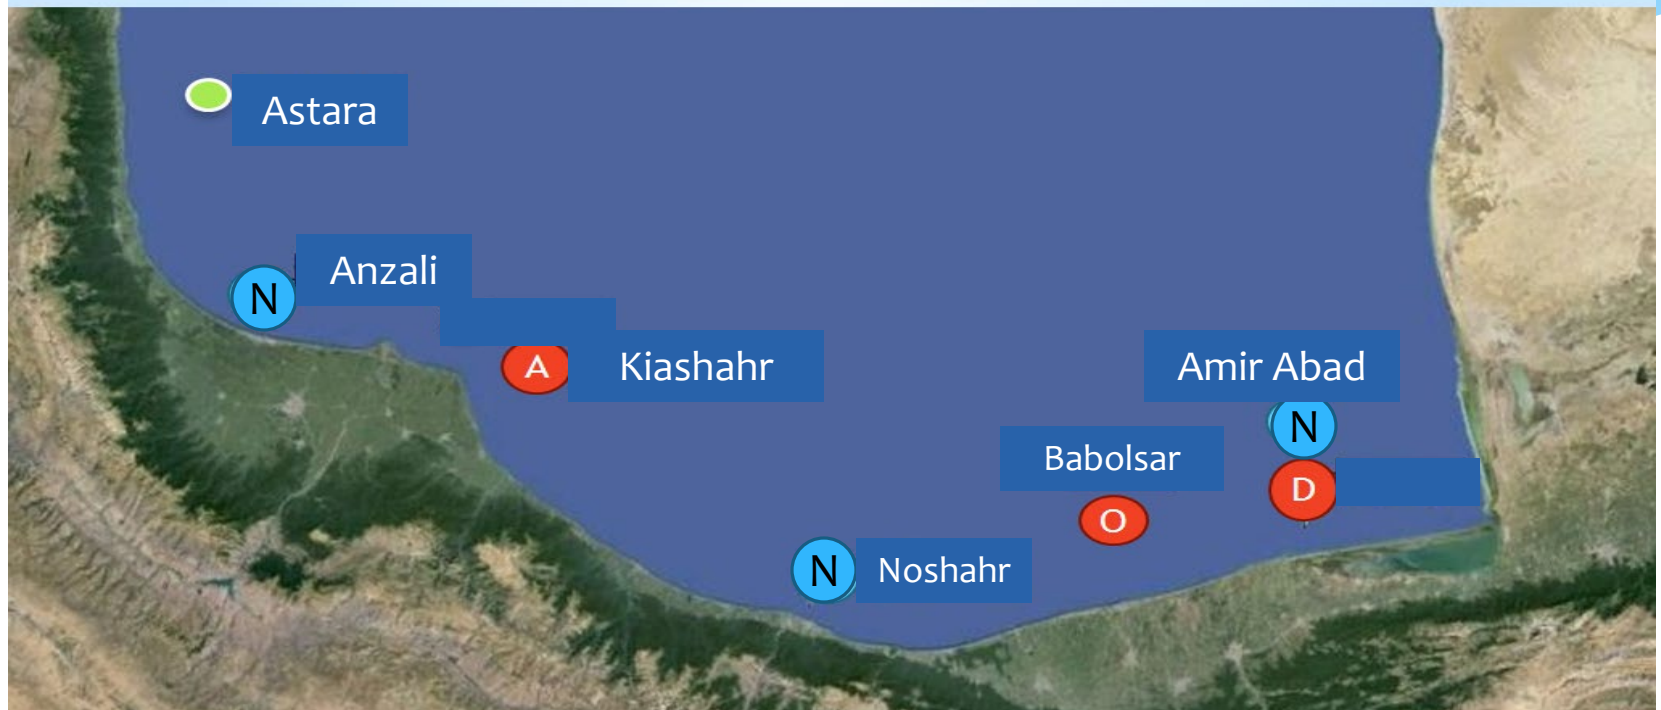 Astara
Anzali
N
A
Kiashahr
Amir Abad
N
Babolsar
D
O
N
Noshahr